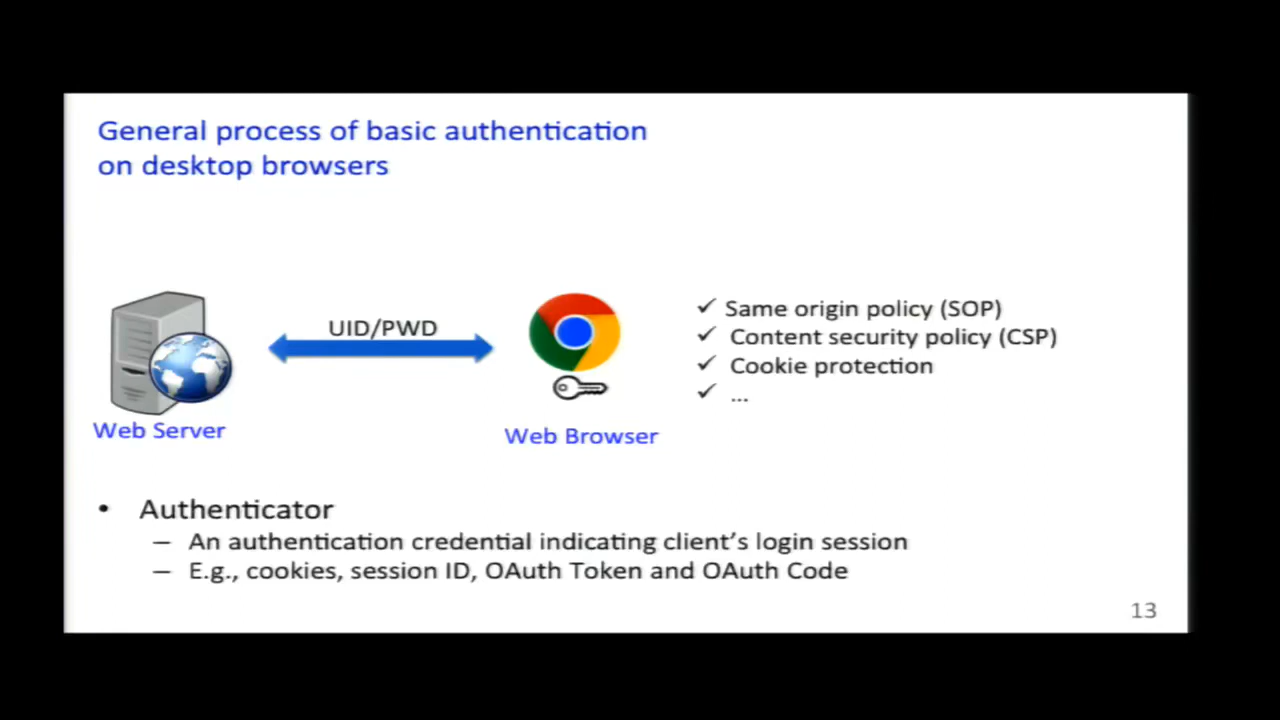 General process of basic authentication
on desktop browsers
UID/PWD
Web Server
Web Browser
✓ Same origin policy (SOP)
✓ Content security policy (CSP)
✓ Cookie protection
✓ ...
• Authenticator
– An authentication credential indicating client's login session
– E.g., cookies, session ID, OAuth Token and OAuth Code
13